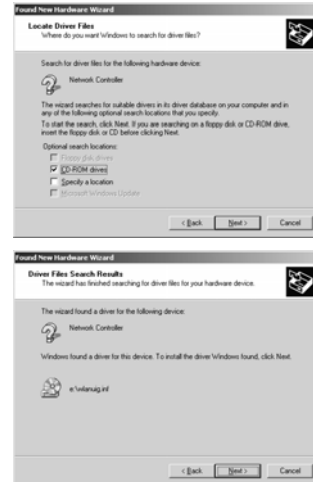 Found New Hardware Wizard
Locate Driver Files
Where do you want Windows to search for driver files?
Search for driver files for the following hardware device:
Network Controller
The wizard searches for suitable drivers in its driver database on your computer and in
any of the following optional search locations that you specify.
To start the search, click Next. If you are searching on a floppy disk or CD-ROM drive,
insert the floppy disk or CD before clicking Next.
Optional search locations:
Floppy disk drives
CD-ROM drives
Specify a location
Microsoft Windows Update
< Back
Next >
Cancel
Found New Hardware Wizard
Driver Files Search Results
The wizard has finished searching for driver files for your hardware device.
The wizard found a driver for the following device:
Network Controller
Windows found a driver for this device. To install the driver Windows found, click Next.
< Back
Next >
Cancel